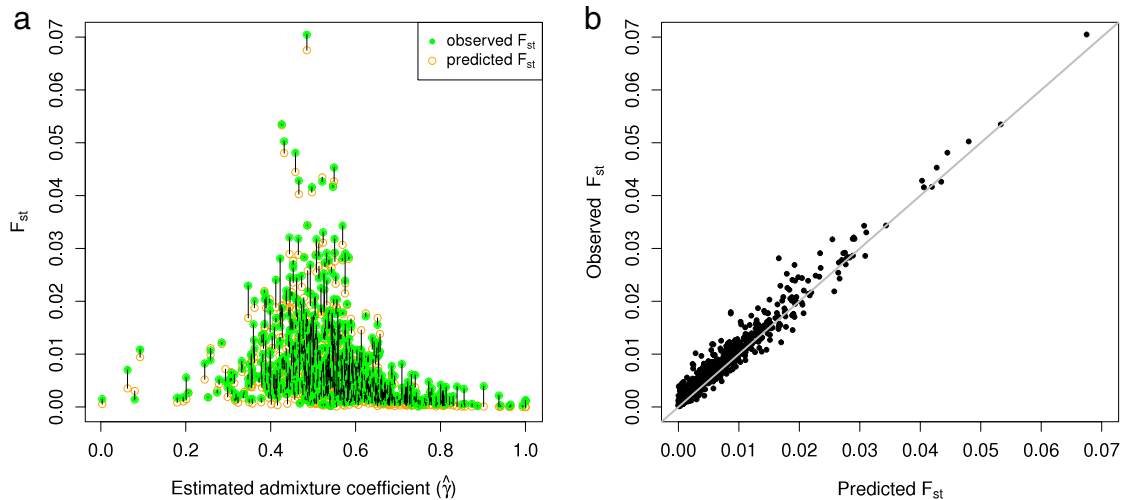 a
0.00 0.01 0.02 0.03 0.04 0.05 0.06 0.07
F_st
observed F_st
predicted F_st
0.0 0.2 0.4 0.6 0.8 1.0
Estimated admixture coefficient (γ̂)
b
0.00 0.01 0.02 0.03 0.04 0.05 0.06 0.07
Observed F_st
0.00 0.01 0.02 0.03 0.04 0.05 0.06 0.07
Predicted F_st